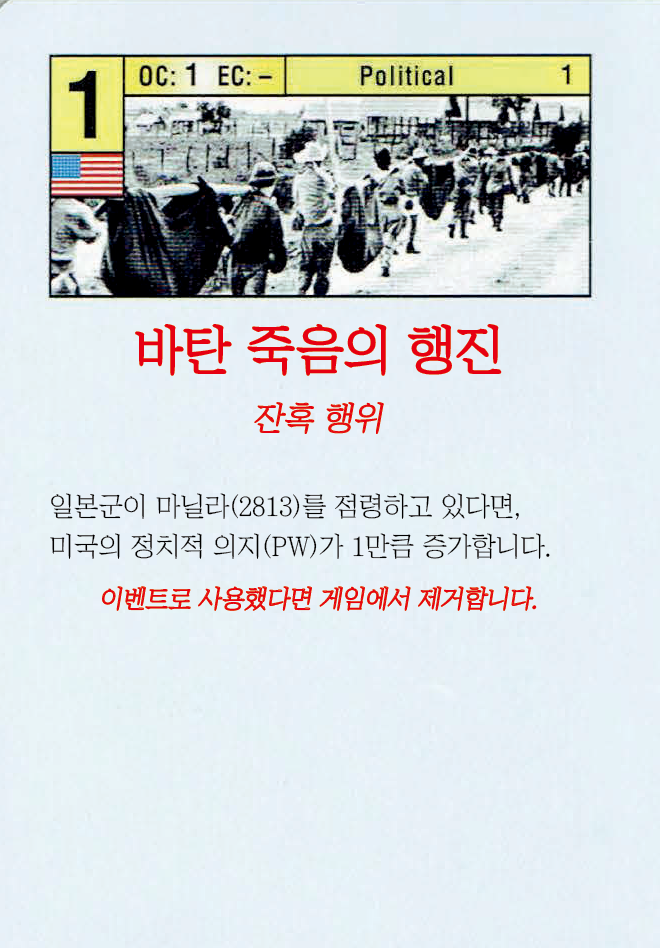 1
OC: 1 EC: – Political 1
바탄 죽음의 행진
잔혹 행위
일본군이 마닐라(2813)를 점령하고 있다면,
미국의 정치적 의지(PW)가 1만큼 증가합니다.
이벤트로 사용했다면 게임에서 제거합니다.